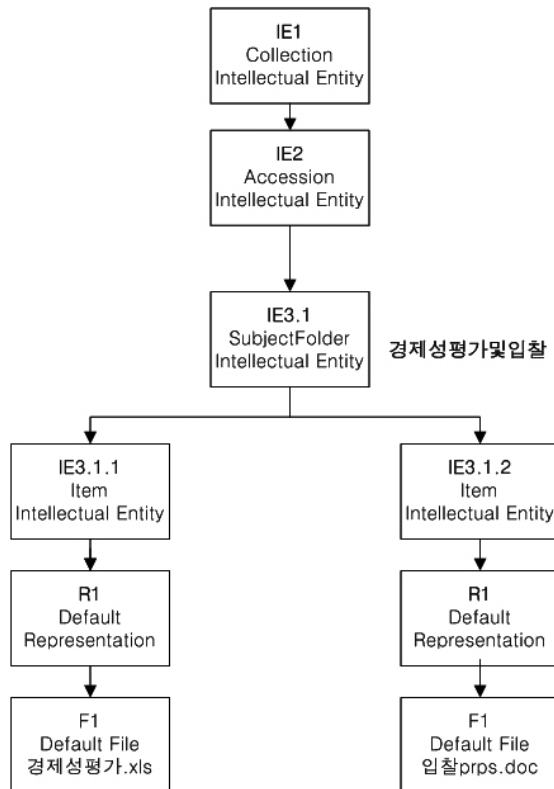 IE1
Collection
Intellectual Entity
IE2
Accession
Intellectual Entity
IE3.1
SubjectFolder
Intellectual Entity
경제성평가및입찰
IE3.1.1
Item
Intellectual Entity
IE3.1.2
Item
Intellectual Entity
R1
Default
Representation
R1
Default
Representation
F1
Default File
경제성평가.xls
F1
Default File
입찰prps.doc